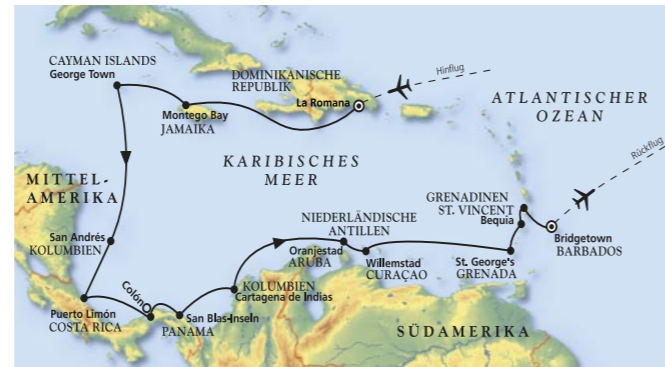 CAYMAN ISLANDS
George Town
DOMINIKANISCHE
REPUBLIK
La Romana
Hinflug
Montego Bay
JAMAIKA
ATLANTISCHER
OZEAN
KARIBISCHES
MEER
Rückflug
MITTEL-
AMERIKA
GRENADINEN
ST. VINCENT
Bequia
Bridgetown
BARBADOS
NIEDERLÄNDISCHE
ANTILLEN
San Andrés
KOLUMBIEN
Oranjestad
ARUBA
Willemstad
CURAÇAO
St. George's
GRENADA
Colón
KOLUMBIEN
Cartagena de Indias
Puerto Limón
COSTA RICA
San Blas-Inseln
PANAMA
SÜDAMERIKA